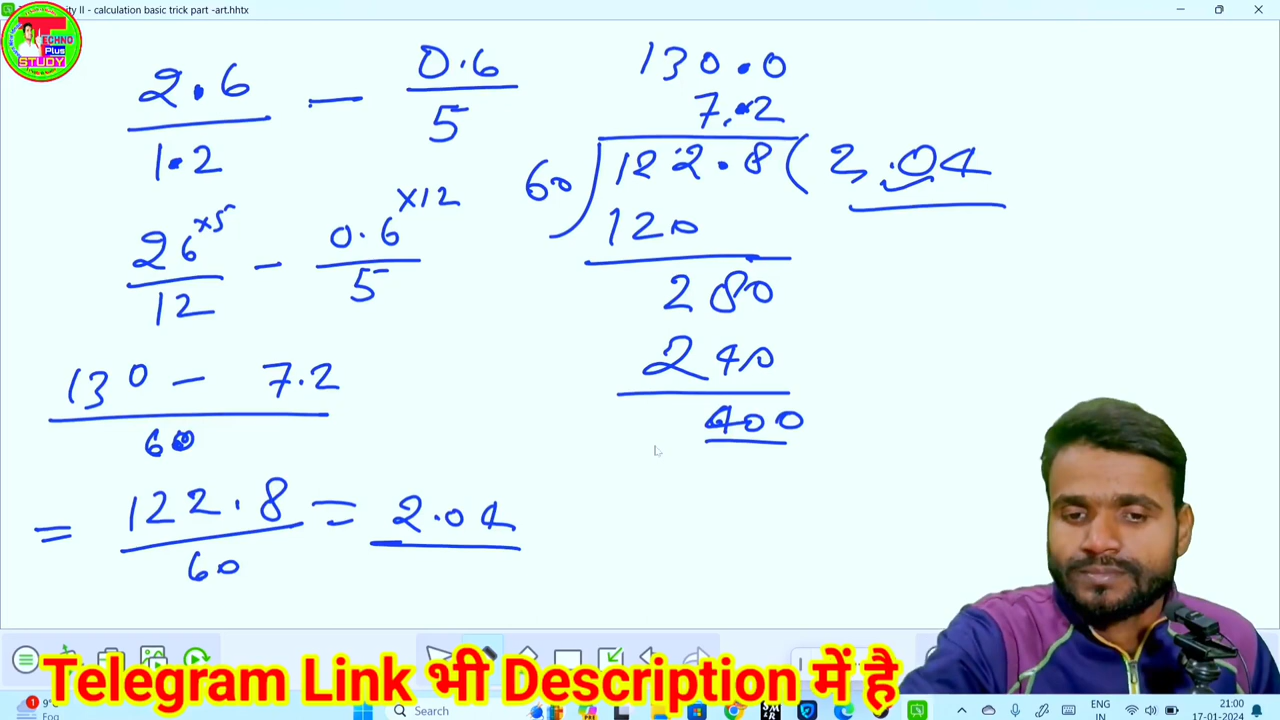 ity II - calculation basic trick part -art.hhtx
TECHNO
Plus
STUDY
2.6 / 1.2 — 0.6 / 5
26 ×5 / 12 - 0.6 ×12 / 5
130 - 7.2 / 60
= 122.8 / 60 = 2.04
130.0
7.2
60 ) 122.8 ( 2.04
120
280
240
400
Telegram Link भी Description में है
1
9°
Fog
Search
ENG
IN
21:00
17-01-2024